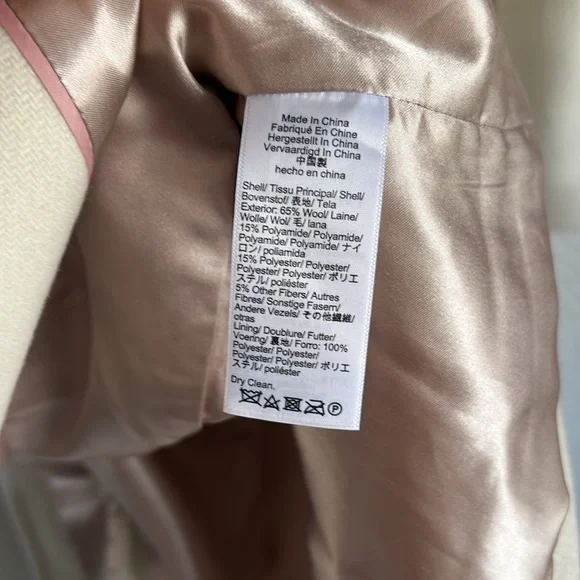 Made In China
Fabriqué En Chine
Hergestellt In China
Vervaardigd In China
中国製
hecho en china
Shell/ Tissu Principal/ Shell/
Bovenstof/ 表地/ Tela
Exterior: 65% Wool/ Laine/
Wolle/ Wol/ 毛/ lana
15% Polyamide/ Polyamide/
Polyamid/ Polyamide/ ナイ
ロン/ poliamida
15% Polyester/ Polyester/
Polyester/ Polyester/ ポリエ
ステル/ poliéster
5% Other Fibers/ Autres
Fibres/ Sonstige Fasern/
Andere Vezels/ その他繊維/
otras
Lining/ Doublure/ Futter/
Voering/ 裏地/ Forro: 100%
Polyester/ Polyester/
Polyester/ Polyester/ ポリエ
ステル/ poliéster
Dry Clean.
P